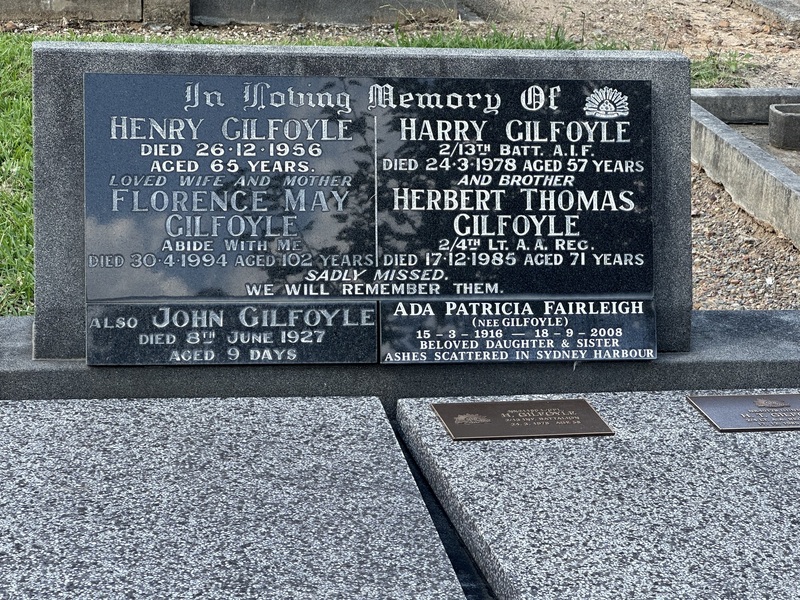 In Loving Memory Of
HENRY GILFOYLE
DIED 26·12·1956
AGED 65 YEARS.
LOVED WIFE AND MOTHER
FLORENCE MAY
GILFOYLE
ABIDE WITH ME
DIED 30·4·1994 AGED 102 YEARS
HARRY GILFOYLE
2/13TH BATT. A.I.F.
DIED 24·3·1978 AGED 57 YEARS
AND BROTHER
HERBERT THOMAS
GILFOYLE
2/4TH LT. A.A. REG.
DIED 17·12·1985 AGED 71 YEARS
SADLY MISSED.
WE WILL REMEMBER THEM.
ALSO JOHN GILFOYLE
DIED 8TH JUNE 1927
AGED 9 DAYS
ADA PATRICIA FAIRLEIGH
(NEE GILFOYLE)
15 - 3 - 1916 — 18 - 9 - 2008
BELOVED DAUGHTER & SISTER
ASHES SCATTERED IN SYDNEY HARBOUR
H. GILFOYLE